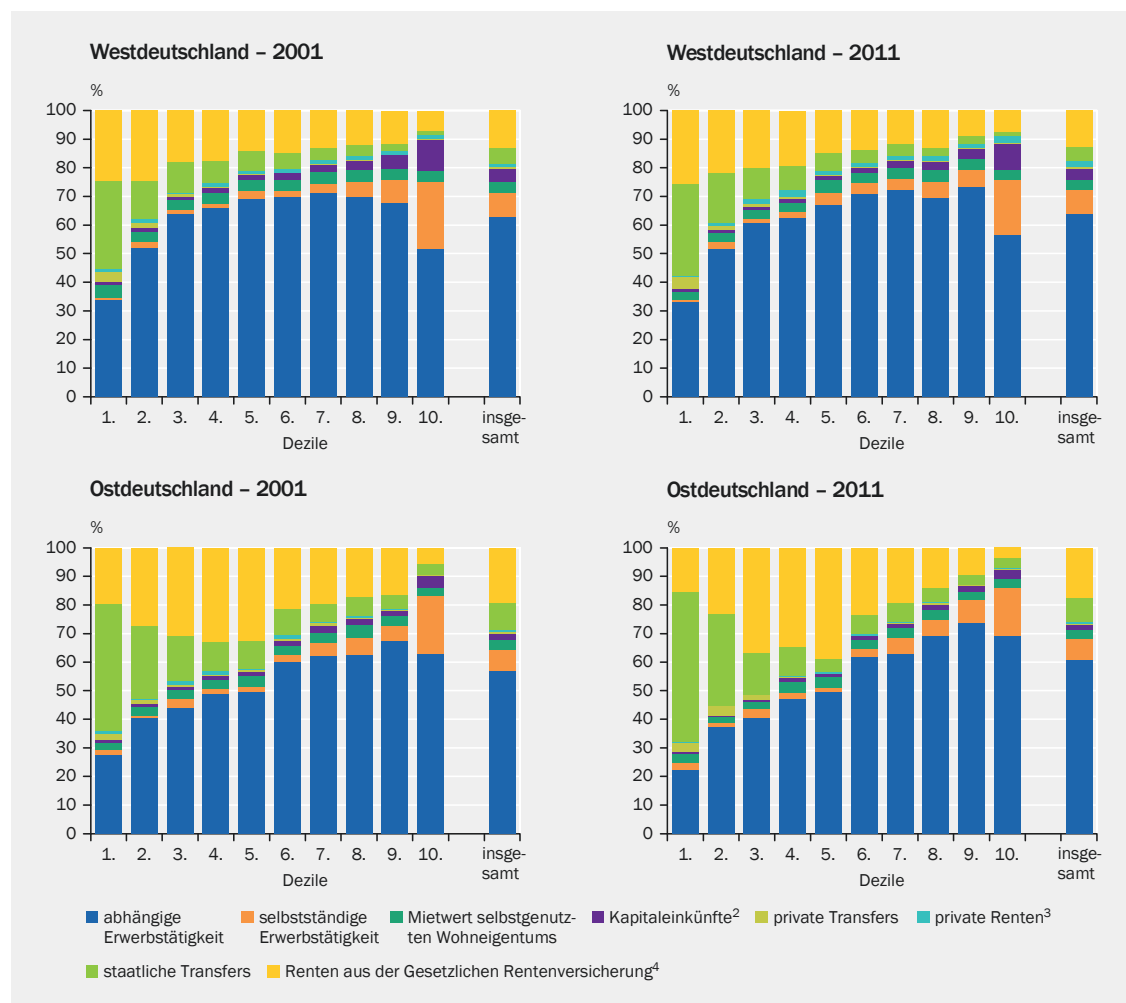 Westdeutschland – 2001
%
100
90
80
70
60
50
40
30
20
10
0
1. 2. 3. 4. 5. 6. 7. 8. 9. 10. insge-
samt
Dezile
Westdeutschland – 2011
%
100
90
80
70
60
50
40
30
20
10
0
1. 2. 3. 4. 5. 6. 7. 8. 9. 10. insge-
samt
Dezile
Ostdeutschland – 2001
%
100
90
80
70
60
50
40
30
20
10
0
1. 2. 3. 4. 5. 6. 7. 8. 9. 10. insge-
samt
Dezile
Ostdeutschland – 2011
%
100
90
80
70
60
50
40
30
20
10
0
1. 2. 3. 4. 5. 6. 7. 8. 9. 10. insge-
samt
Dezile
abhängige
Erwerbstätigkeit
selbstständige
Erwerbstätigkeit
Mietwert selbstgenutz-
ten Wohneigentums
Kapitaleinkünfte²
private Transfers
private Renten³
staatliche Transfers
Renten aus der Gesetzlichen Rentenversicherung⁴